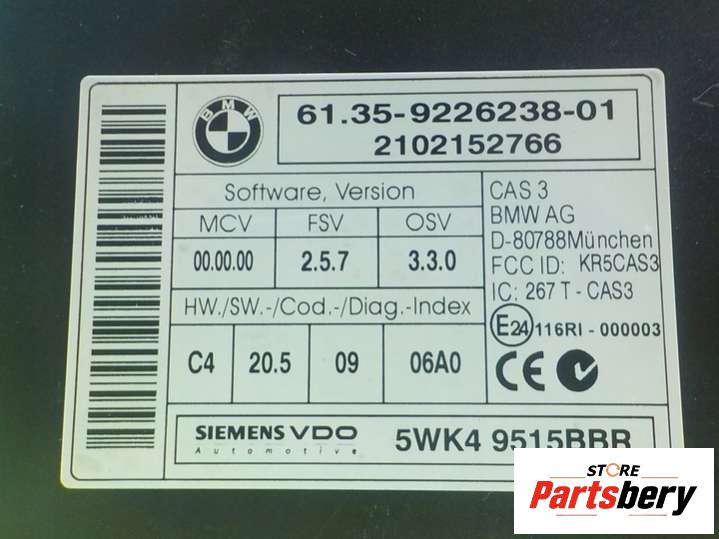 BMW
61.35-9226238-01
2102152766
Software, Version
MCV FSV OSV
00.00.00 2.5.7 3.3.0
HW./SW.-/Cod.-/Diag.-Index
C4 20.5 09 06A0
CAS 3
BMW AG
D-80788München
FCC ID: KR5CAS3
IC: 267 T - CAS3
E24 116RI - 000003
CE
SIEMENS VDO
Automotive
5WK4 9515BBR
STORE
Partsbery